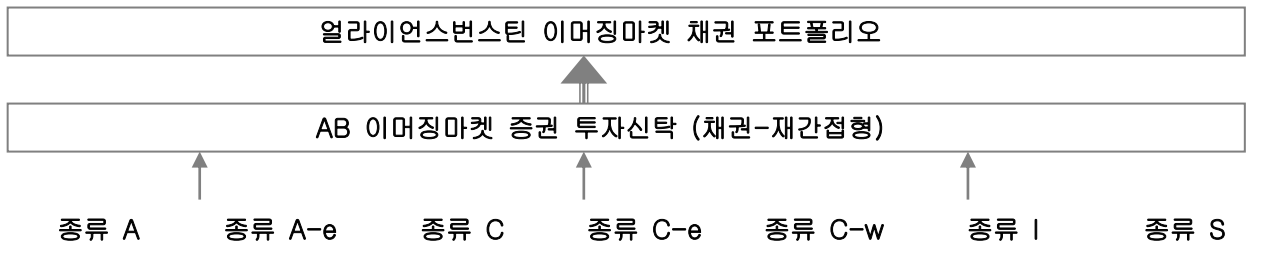 얼라이언스번스틴 이머징마켓 채권 포트폴리오
AB 이머징마켓 증권 투자신탁 (채권-재간접형)
종류 A 종류 A-e 종류 C 종류 C-e 종류 C-w 종류 I 종류 S